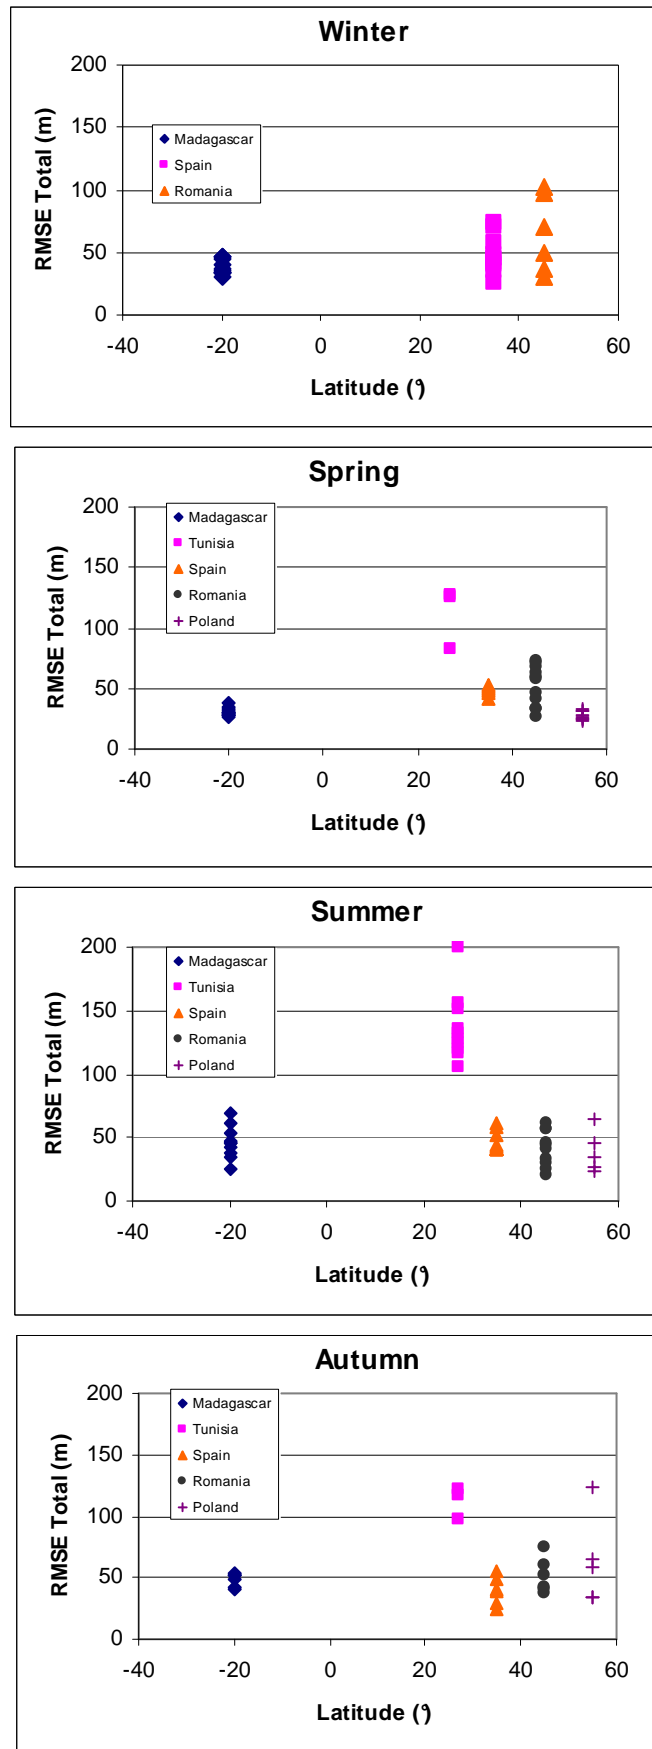 Winter
200
150
100
50
0
RMSE Total (m)
Madagascar
Spain
Romania
-40 -20 0 20 40 60
Latitude (°)
Spring
200
150
100
50
0
RMSE Total (m)
Madagascar
Tunisia
Spain
Romania
Poland
-40 -20 0 20 40 60
Latitude (°)
Summer
200
150
100
50
0
RMSE Total (m)
Madagascar
Tunisia
Spain
Romania
Poland
-40 -20 0 20 40 60
Latitude (°)
Autumn
200
150
100
50
0
RMSE Total (m)
Madagascar
Tunisia
Spain
Romania
Poland
-40 -20 0 20 40 60
Latitude (°)